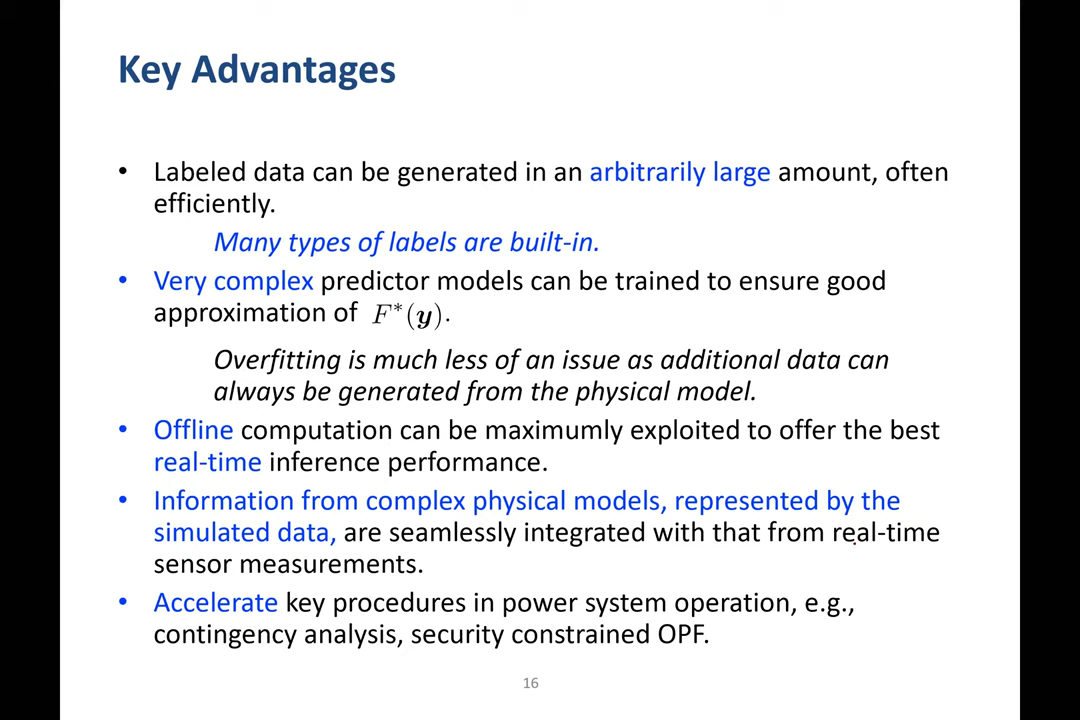 Key Advantages
• Labeled data can be generated in an arbitrarily large amount, often
efficiently.
Many types of labels are built-in.
• Very complex predictor models can be trained to ensure good
approximation of F*(y).
Overfitting is much less of an issue as additional data can
always be generated from the physical model.
• Offline computation can be maximumly exploited to offer the best
real-time inference performance.
• Information from complex physical models, represented by the
simulated data, are seamlessly integrated with that from real-time
sensor measurements.
• Accelerate key procedures in power system operation, e.g.,
contingency analysis, security constrained OPF.
16